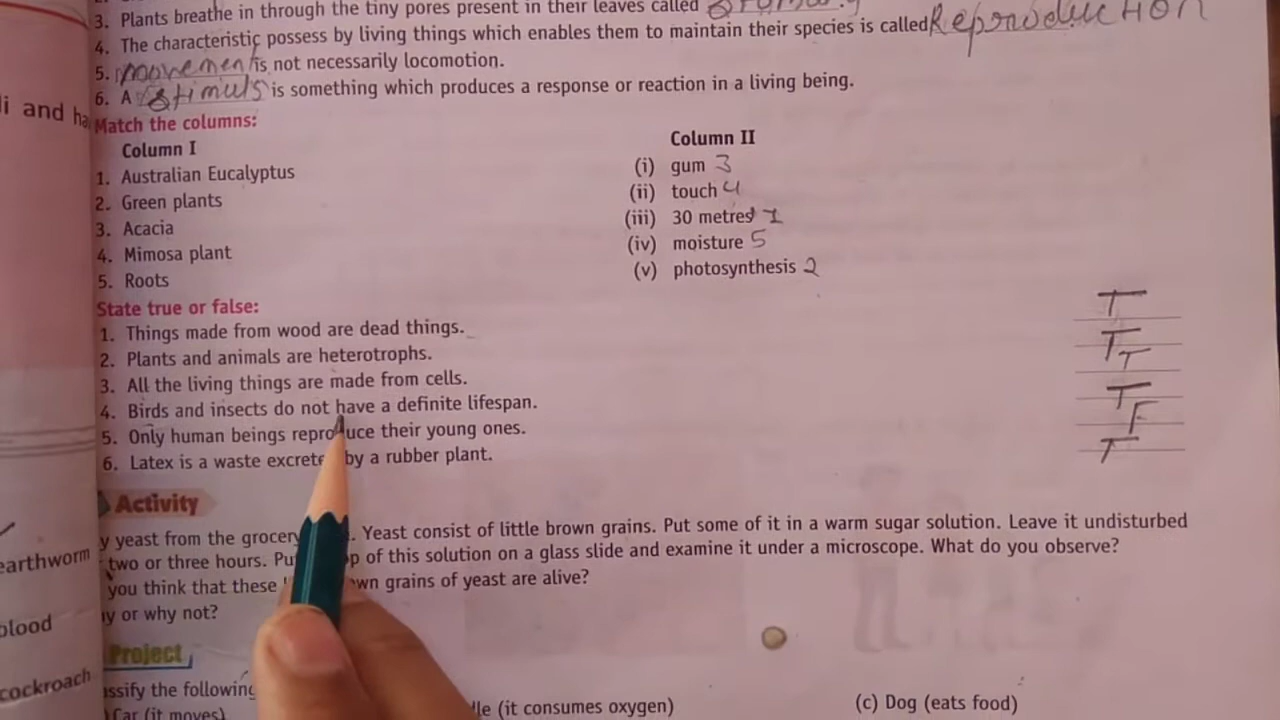 3. Plants breathe in through the tiny pores present in their leaves called
4. The characteristic possess by living things which enables them to maintain their species is called Reproduction
5. movement is not necessarily locomotion.
6. A stimuls is something which produces a response or reaction in a living being.
i and ha
Match the columns:
Column I Column II
1. Australian Eucalyptus (i) gum 3
2. Green plants (ii) touch 4
3. Acacia (iii) 30 metres 1
4. Mimosa plant (iv) moisture 5
5. Roots (v) photosynthesis 2
State true or false:
1. Things made from wood are dead things. T
2. Plants and animals are heterotrophs. T
3. All the living things are made from cells. T
4. Birds and insects do not have a definite lifespan. T
5. Only human beings reproduce their young ones. F
6. Latex is a waste excrete by a rubber plant. T
Activity
y yeast from the grocery . Yeast consist of little brown grains. Put some of it in a warm sugar solution. Leave it undisturbed
two or three hours. Pu p of this solution on a glass slide and examine it under a microscope. What do you observe?
you think that these wn grains of yeast are alive?
y or why not?
Project
ssify the following
Car (it moves) le (it consumes oxygen) (c) Dog (eats food)
earthworm
blood
cockroach